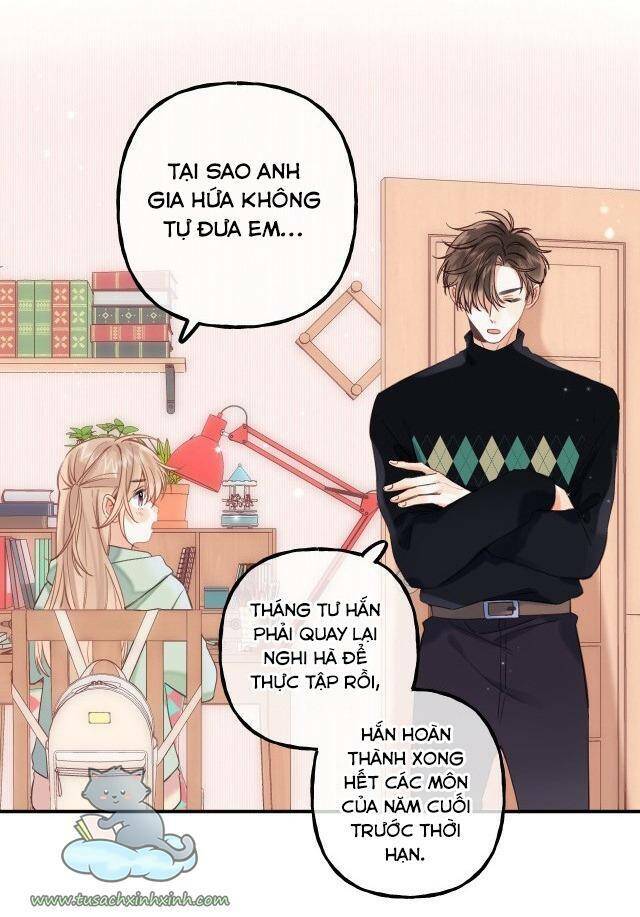 TẠI SAO ANH
GIA HỨA KHÔNG
TỰ ĐƯA EM...
THÁNG TƯ HẮN
PHẢI QUAY LẠI
NGHI HÀ ĐỂ
THỰC TẬP RỒI,
HẮN HOÀN
THÀNH XONG
HẾT CÁC MÔN
CỦA NĂM CUỐI
TRƯỚC THỜI
HẠN.
www.tusachxinhxinh.com